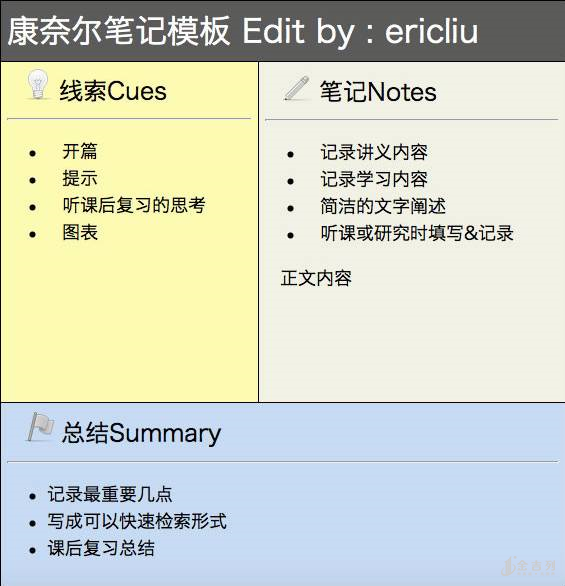 康奈尔笔记模板 Edit by : ericliu
线索Cues
开篇
提示
听课后复习的思考
图表
笔记Notes
记录讲义内容
记录学习内容
简洁的文字阐述
听课或研究时填写&记录
正文内容
总结Summary
记录最重要几点
写成可以快速检索形式
课后复习总结